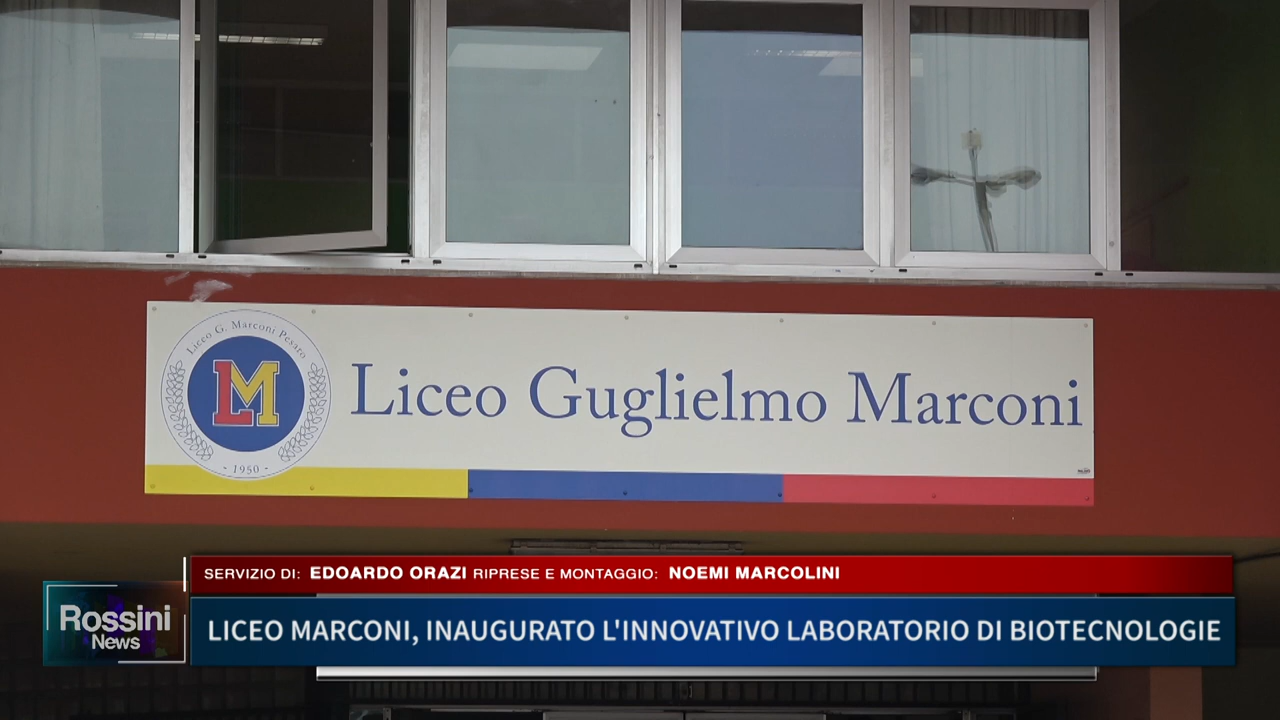 Liceo G. Marconi Pesaro
LM
- 1950 -
Liceo Guglielmo Marconi
SERVIZIO DI: EDOARDO ORAZI RIPRESE E MONTAGGIO: NOEMI MARCOLINI
Rossini
News
LICEO MARCONI, INAUGURATO L'INNOVATIVO LABORATORIO DI BIOTECNOLOGIE